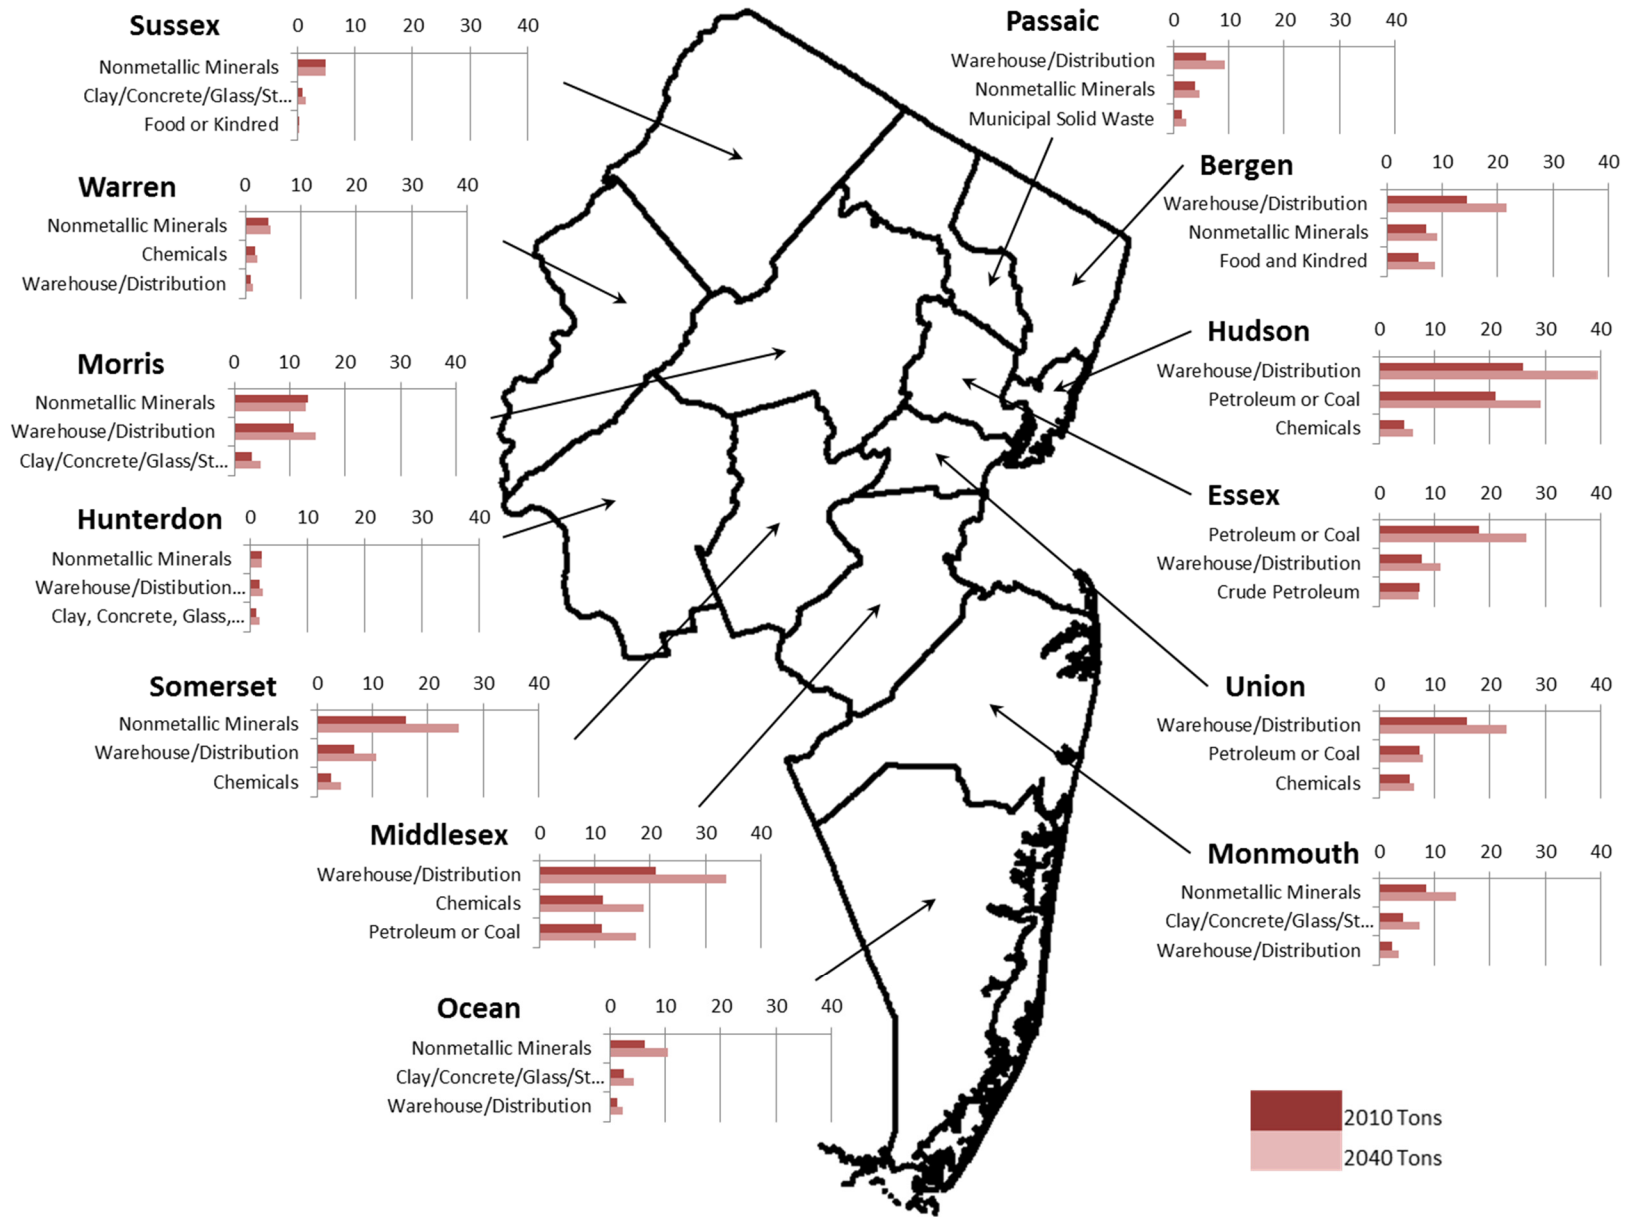 Sussex
0 10 20 30 40
Nonmetallic Minerals
Clay/Concrete/Glass/St...
Food or Kindred
Passaic
0 10 20 30 40
Warehouse/Distribution
Nonmetallic Minerals
Municipal Solid Waste
Warren
0 10 20 30 40
Nonmetallic Minerals
Chemicals
Warehouse/Distribution
Bergen
0 10 20 30 40
Warehouse/Distribution
Nonmetallic Minerals
Food and Kindred
Morris
0 10 20 30 40
Nonmetallic Minerals
Warehouse/Distribution
Clay/Concrete/Glass/St...
Hudson
0 10 20 30 40
Warehouse/Distribution
Petroleum or Coal
Chemicals
Hunterdon
0 10 20 30 40
Nonmetallic Minerals
Warehouse/Distibution...
Clay, Concrete, Glass,...
Essex
0 10 20 30 40
Petroleum or Coal
Warehouse/Distribution
Crude Petroleum
Somerset
0 10 20 30 40
Nonmetallic Minerals
Warehouse/Distribution
Chemicals
Union
0 10 20 30 40
Warehouse/Distribution
Petroleum or Coal
Chemicals
Middlesex
0 10 20 30 40
Warehouse/Distribution
Chemicals
Petroleum or Coal
Monmouth
0 10 20 30 40
Nonmetallic Minerals
Clay/Concrete/Glass/St...
Warehouse/Distribution
Ocean
0 10 20 30 40
Nonmetallic Minerals
Clay/Concrete/Glass/St...
Warehouse/Distribution
2010 Tons
2040 Tons